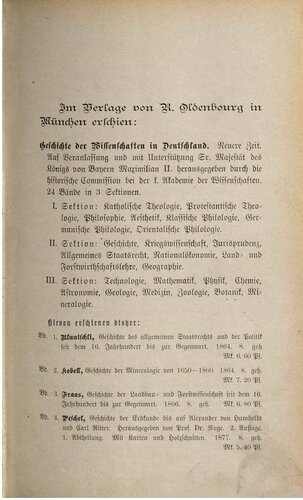 Im Verlage von R. Oldenbourg in
München erschien:
Geschichte der Wissenschaften in Deutschland. Neuere Zeit.
Auf Veranlassung und mit Unterstützung Sr. Majestät des
Königs von Bayern Maximilian II. herausgegeben durch die
historische Commission bei der k. Academie der Wissenschaften.
24 Bände in 3 Sektionen.
I. Sektion: Katholische Theologie, Protestantische Theo-
logie, Philosophie, Aesthetik, Klassische Philologie, Ger-
manische Philologie, Orientalische Philologie.
II. Sektion: Geschichte, Kriegswissenschaft, Jurisprudenz,
Allgemeines Staatsrecht, Nationalökonomie, Land- und
Forstwirthschaftslehre, Geographie.
III. Sektion: Technologie, Mathematik, Physik, Chemie,
Astronomie, Geologie, Medizin, Zoologie, Botanik, Mi-
neralogie.
Hievon erschienen bisher:
Bd. 1. Bluntschli, Geschichte des allgemeinen Staatsrechts und der Politik
seit dem 16. Jahrhundert bis zur Gegenwart. 1864. 8. geh.
Mk. 6, 60 Pf.
Bd. 2. Kobell, Geschichte der Mineralogie von 1650–1860. 1864. 8. geh.
Mk. 7, 20 Pf.
Bd. 3. Fraas, Geschichte der Landbau- und Forstwissenschaft seit dem 16.
Jahrhundert bis zur Gegenwart. 1866. 8. geh. Mk. 6, 80 Pf.
Bd. 4. Peschel, Geschichte der Erdkunde bis auf Alexander von Humboldt
und Carl Ritter. Herausgegeben von Prof. Dr. Ruge. 2. Auflage.
1. Abtheilung. Mit Karten und Holzschnitten. 1877. 8. geh.
Mk. 5, 40 Pf.